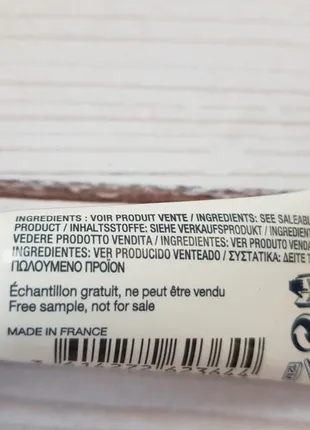 INGREDIENTS : VOIR PRODUIT VENTE / INGREDIENTS: SEE SALEABL
PRODUCT / INHALTSSTOFFE: SIEHE VERKAUFSPRODUKT / INGREDIENT
VEDERE PRODOTTO VENDITA / INGREDIENTES: VER PRODUTO VENDA
INGREDIENTES: VER PRODUCIDO VENTEADO / ΣΥΣΤΑΤΙΚΑ: ΔΕΙΤΕ Τ
ΠΩΛΟΥΜΕΝΟ ΠΡΟΪΟΝ
Échantillon gratuit, ne peut être vendu
Free sample, not for sale
MADE IN FRANCE